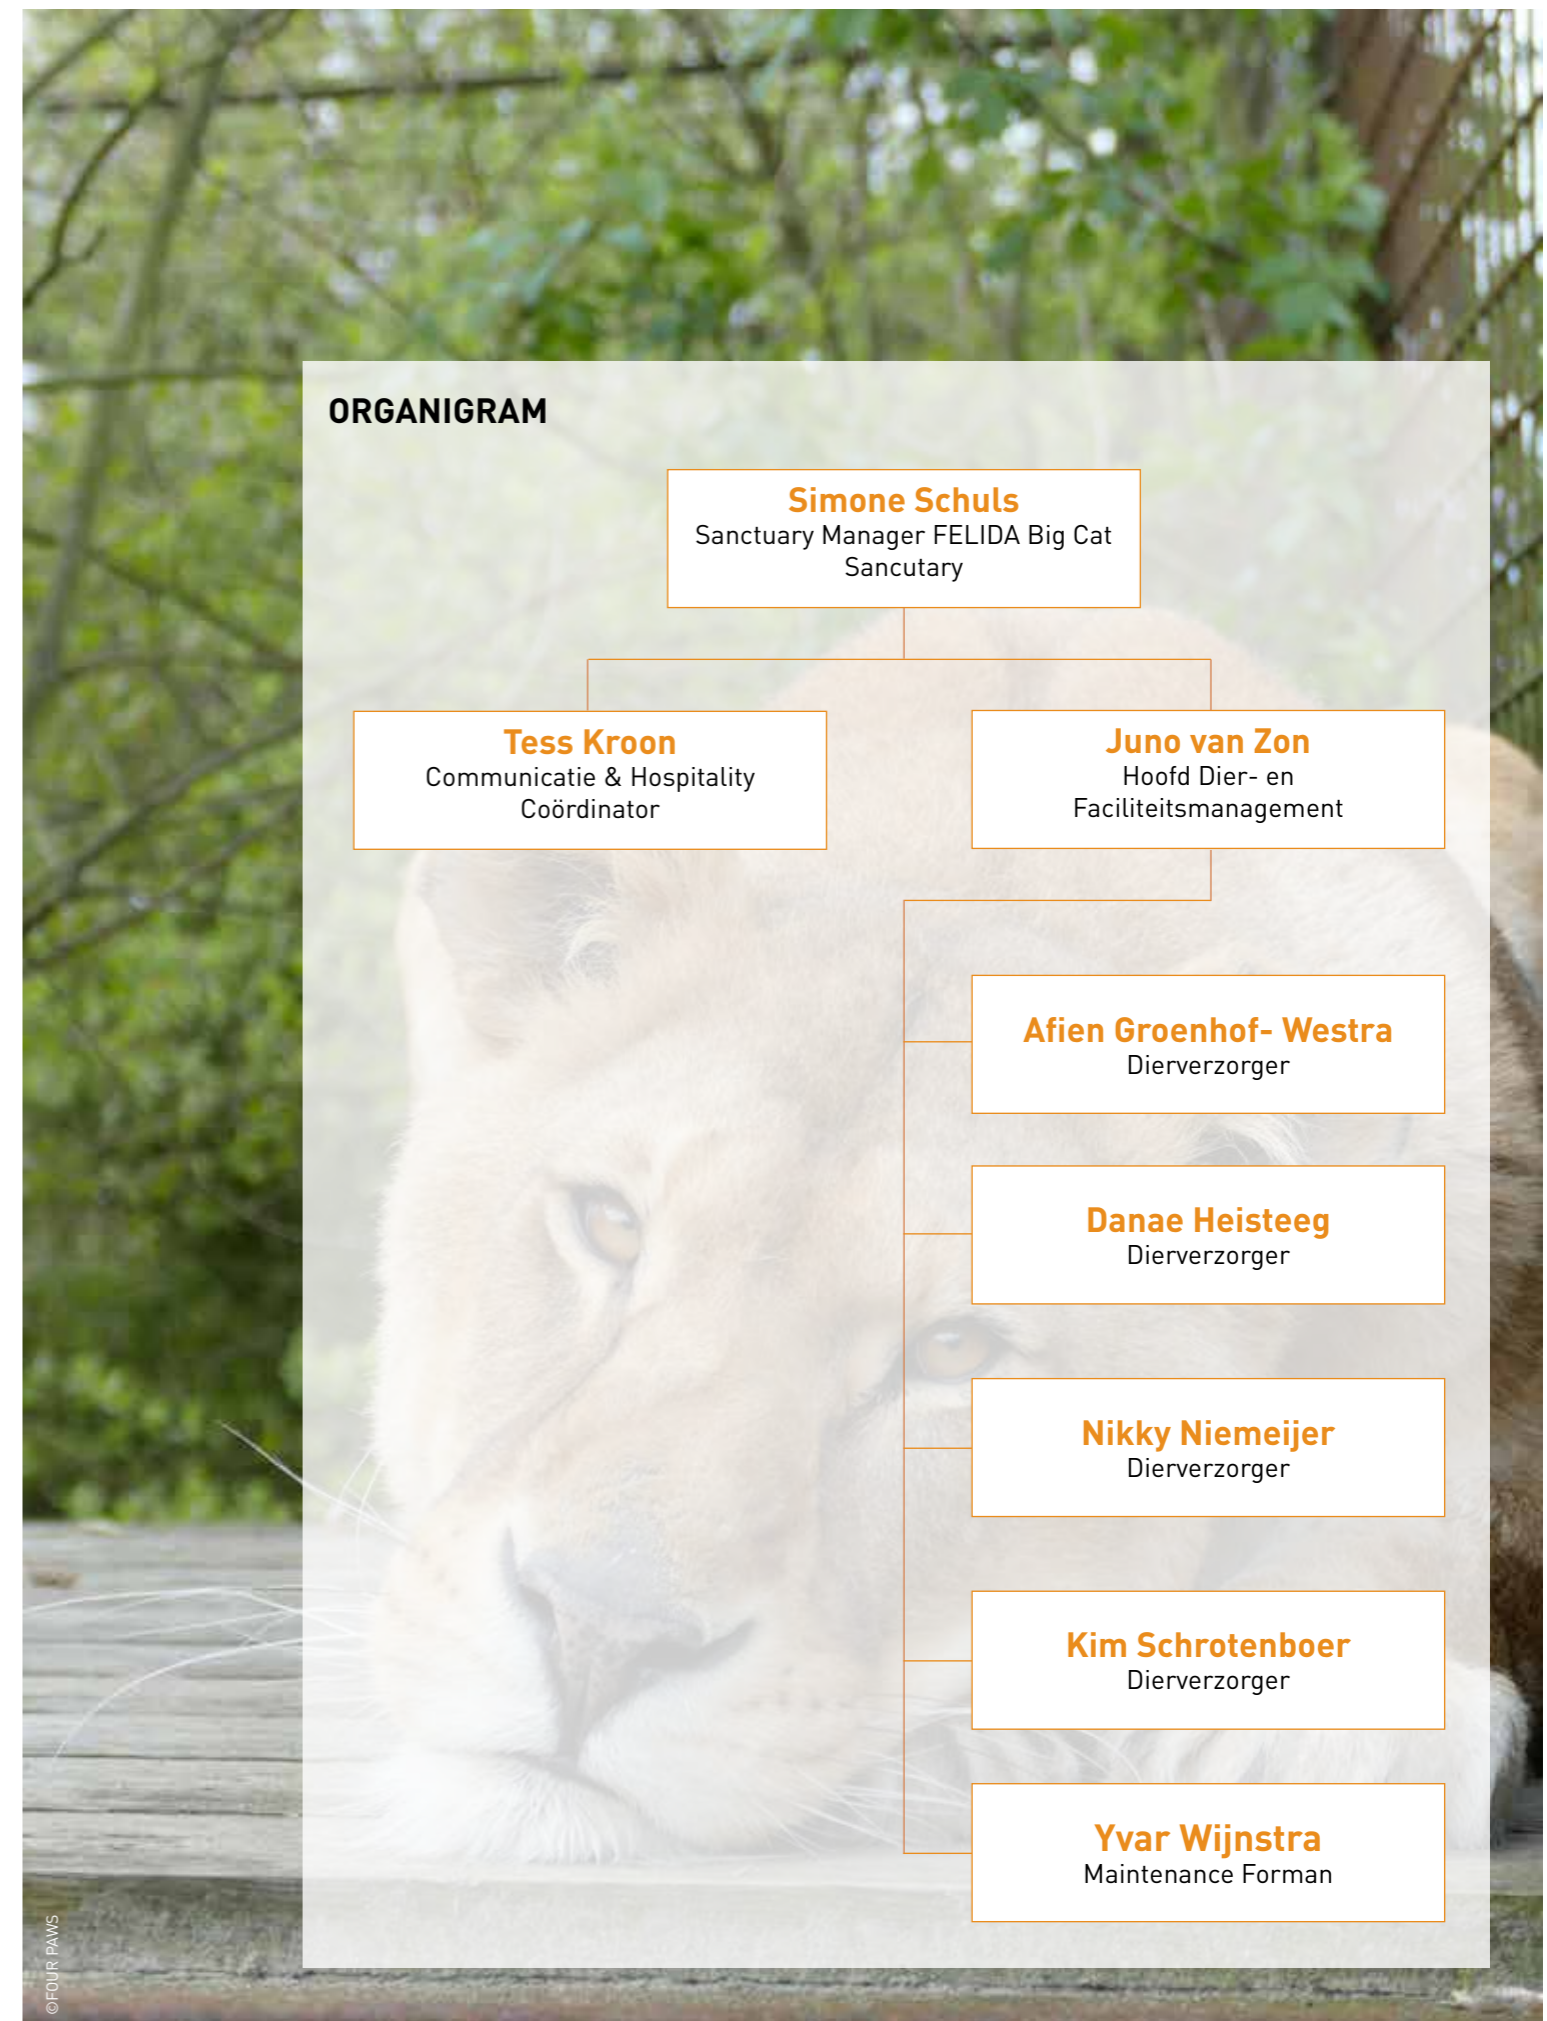 ORGANIGRAM
Simone Schuls
Sanctuary Manager FELIDA Big Cat
Sancutary
Tess Kroon
Communicatie & Hospitality
Coördinator
Juno van Zon
Hoofd Dier- en
Faciliteitsmanagement
Afien Groenhof- Westra
Dierverzorger
Danae Heisteeg
Dierverzorger
Nikky Niemeijer
Dierverzorger
Kim Schrotenboer
Dierverzorger
Yvar Wijnstra
Maintenance Forman
©FOUR PAWS